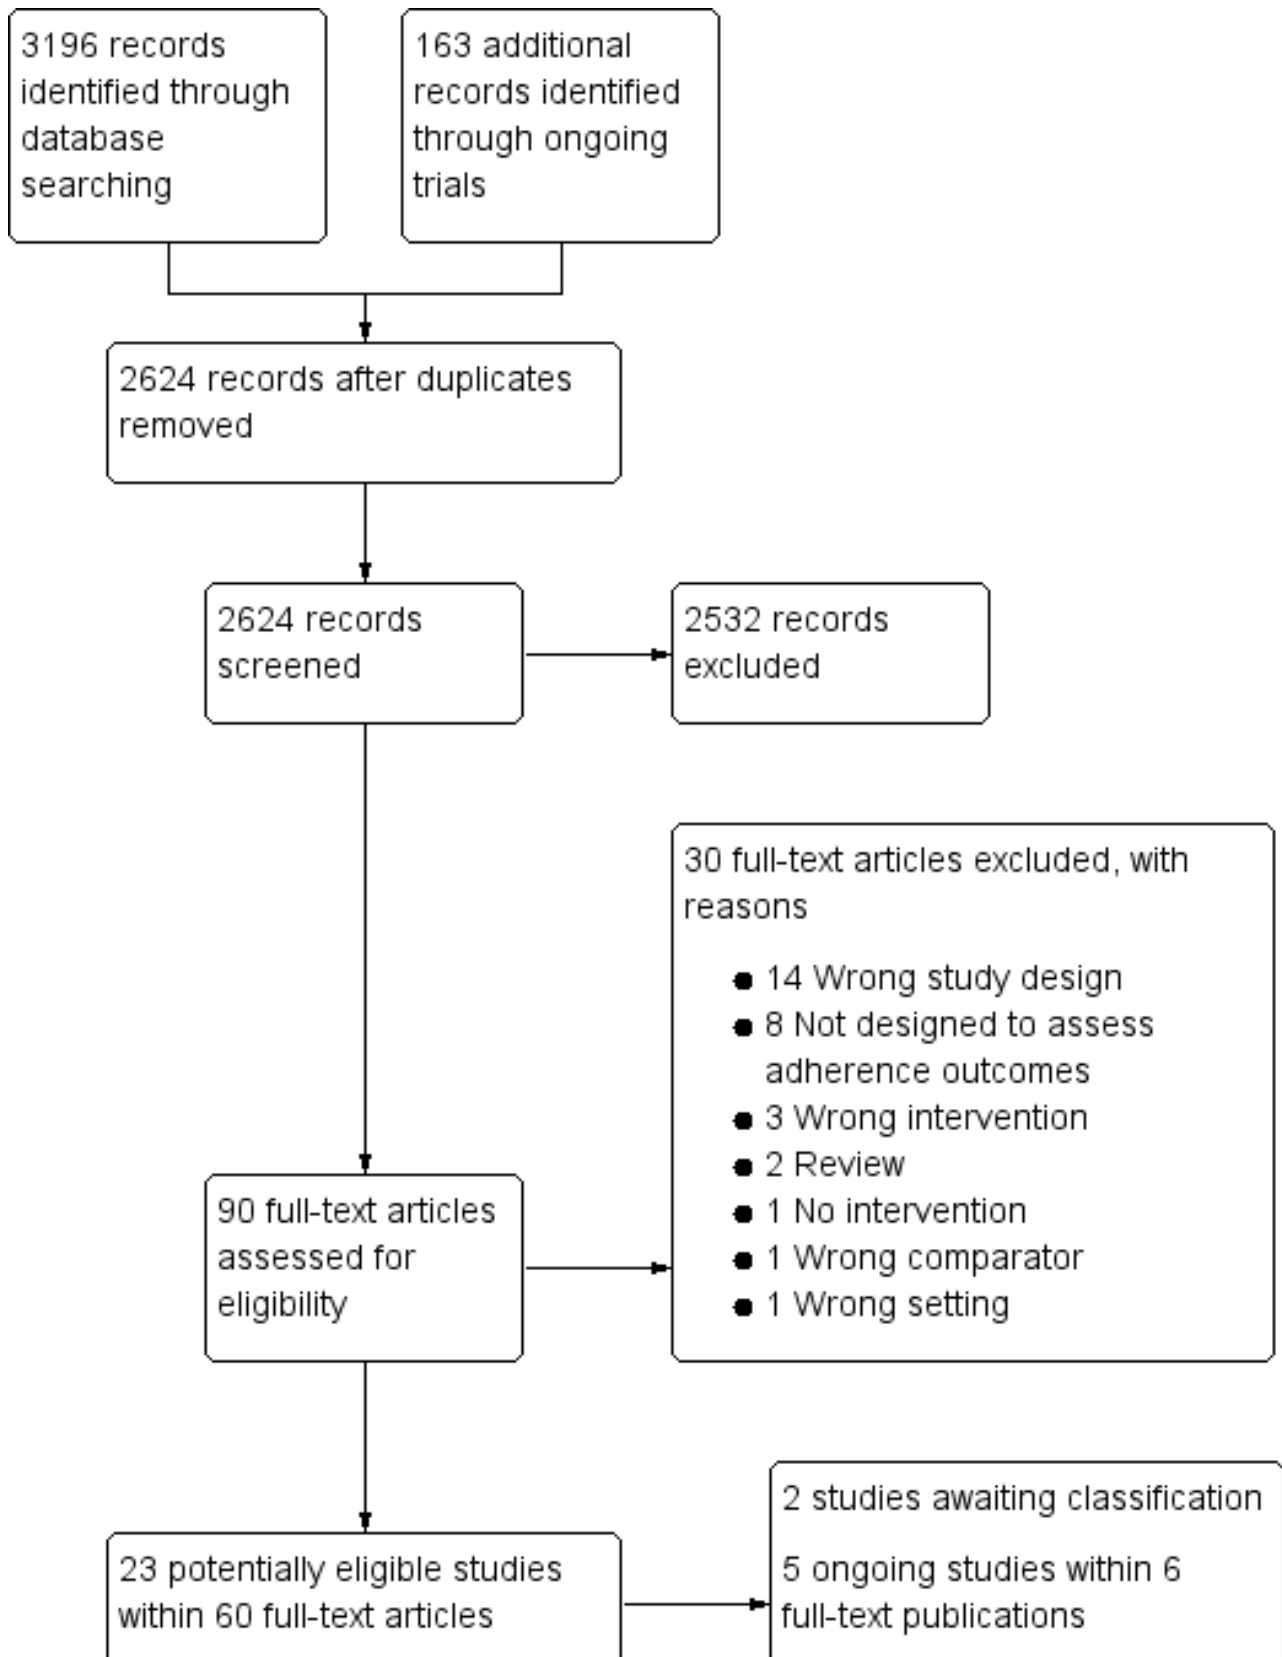 3196 records
identified through
database
searching
163 additional
records identified
through ongoing
trials
2624 records after duplicates
removed
2624 records
screened
2532 records
excluded
30 full-text articles excluded, with
reasons
● 14 Wrong study design
● 8 Not designed to assess
adherence outcomes
● 3 Wrong intervention
● 2 Review
● 1 No intervention
● 1 Wrong comparator
● 1 Wrong setting
90 full-text articles
assessed for
eligibility
23 potentially eligible studies
within 60 full-text articles
2 studies awaiting classification
5 ongoing studies within 6
full-text publications